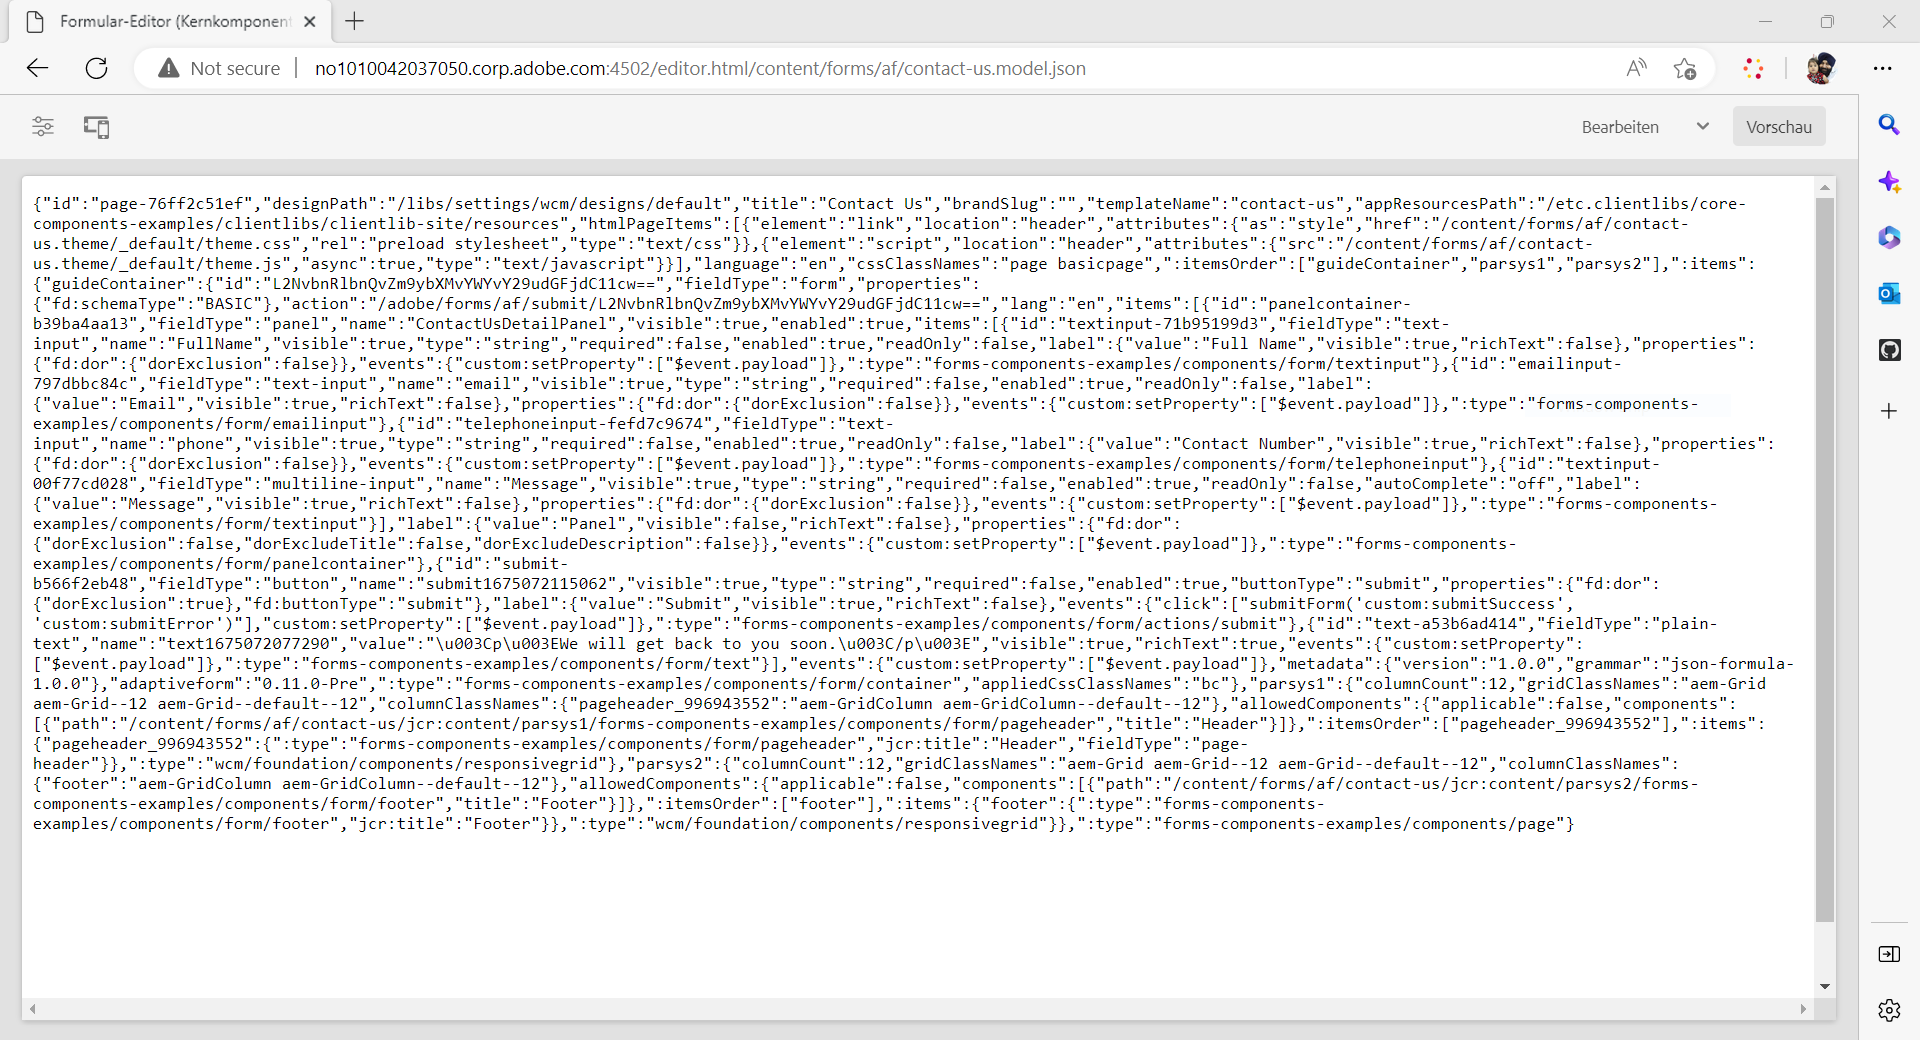 Formular-Editor (Kernkomponent
Not secure
no1010042037050.corp.adobe.com:4502/editor.html/content/forms/af/contact-us.model.json
Bearbeiten
Vorschau
{"id":"page-76ff2c51ef","designPath":"/libs/settings/wcm/designs/default","title":"Contact Us","brandSlug":"","templateName":"contact-us","appResourcesPath":"/etc.clientlibs/core-
components-examples/clientlibs/clientlib-site/resources","htmlPageItems":[{"element":"link","location":"header","attributes":{"as":"style","href":"/content/forms/af/contact-
us.theme/_default/theme.css","rel":"preload stylesheet","type":"text/css"}},{"element":"script","location":"header","attributes":{"src":"/content/forms/af/contact-
us.theme/_default/theme.js","async":true,"type":"text/javascript"}}],"language":"en","cssClassNames":"page basicpage",":itemsOrder":["guideContainer","parsys1","parsys2"],":items":
{"guideContainer":{"id":"L2NvbnRlbnQvZm9ybXMvYWYvY29udGFjdC11cw==","fieldType":"form","properties":
{"fd:schemaType":"BASIC"},"action":"/adobe/forms/af/submit/L2NvbnRlbnQvZm9ybXMvYWYvY29udGFjdC11cw==","lang":"en","items":[{"id":"panelcontainer-
b39ba4aa13","fieldType":"panel","name":"ContactUsDetailPanel","visible":true,"enabled":true,"items":[{"id":"textinput-71b95199d3","fieldType":"text-
input","name":"FullName","visible":true,"type":"string","required":false,"enabled":true,"readOnly":false,"label":{"value":"Full Name","visible":true,"richText":false},"properties":
{"fd:dor":{"dorExclusion":false}},"events":{"custom:setProperty":["$event.payload"]},":type":"forms-components-examples/components/form/textinput"},{"id":"emailinput-
797dbbc84c","fieldType":"text-input","name":"email","visible":true,"type":"string","required":false,"enabled":true,"readOnly":false,"label":
{"value":"Email","visible":true,"richText":false},"properties":{"fd:dor":{"dorExclusion":false}},"events":{"custom:setProperty":["$event.payload"]},":type":"forms-components-
examples/components/form/emailinput"},{"id":"telephoneinput-fefd7c9674","fieldType":"text-
input","name":"phone","visible":true,"type":"string","required":false,"enabled":true,"readOnly":false,"label":{"value":"Contact Number","visible":true,"richText":false},"properties":
{"fd:dor":{"dorExclusion":false}},"events":{"custom:setProperty":["$event.payload"]},":type":"forms-components-examples/components/form/telephoneinput"},{"id":"textinput-
00f77cd028","fieldType":"multiline-input","name":"Message","visible":true,"type":"string","required":false,"enabled":true,"readOnly":false,"autoComplete":"off","label":
{"value":"Message","visible":true,"richText":false},"properties":{"fd:dor":{"dorExclusion":false}},"events":{"custom:setProperty":["$event.payload"]},":type":"forms-components-
examples/components/form/textinput"}],"label":{"value":"Panel","visible":false,"richText":false},"properties":{"fd:dor":
{"dorExclusion":false,"dorExcludeTitle":false,"dorExcludeDescription":false}},"events":{"custom:setProperty":["$event.payload"]},":type":"forms-components-
examples/components/form/panelcontainer"},{"id":"submit-
b566f2eb48","fieldType":"button","name":"submit1675072115062","visible":true,"type":"string","required":false,"enabled":true,"buttonType":"submit","properties":{"fd:dor":
{"dorExclusion":true},"fd:buttonType":"submit"},"label":{"value":"Submit","visible":true,"richText":false},"events":{"click":["submitForm('custom:submitSuccess',
'custom:submitError')"],"custom:setProperty":["$event.payload"]},":type":"forms-components-examples/components/form/actions/submit"},{"id":"text-a53b6ad414","fieldType":"plain-
text","name":"text1675072077290","value":"\u003Cp\u003EWe will get back to you soon.\u003C/p\u003E","visible":true,"richText":true,"events":{"custom:setProperty":
["$event.payload"]},":type":"forms-components-examples/components/form/text"}],"events":{"custom:setProperty":["$event.payload"]},"metadata":{"version":"1.0.0","grammar":"json-formula-
1.0.0"},"adaptiveform":"0.11.0-Pre",":type":"forms-components-examples/components/form/container","appliedCssClassNames":"bc"},"parsys1":{"columnCount":12,"gridClassNames":"aem-Grid
aem-Grid--12 aem-Grid--default--12","columnClassNames":{"pageheader_996943552":"aem-GridColumn aem-GridColumn--default--12"},"allowedComponents":{"applicable":false,"components":
[{"path":"/content/forms/af/contact-us/jcr:content/parsys1/forms-components-examples/components/form/pageheader","title":"Header"}]},":itemsOrder":["pageheader_996943552"],":items":
{"pageheader_996943552":{":type":"forms-components-examples/components/form/pageheader","jcr:title":"Header","fieldType":"page-
header"}},":type":"wcm/foundation/components/responsivegrid"},"parsys2":{"columnCount":12,"gridClassNames":"aem-Grid aem-Grid--12 aem-Grid--default--12","columnClassNames":
{"footer":"aem-GridColumn aem-GridColumn--default--12"},"allowedComponents":{"applicable":false,"components":[{"path":"/content/forms/af/contact-us/jcr:content/parsys2/forms-
components-examples/components/form/footer","title":"Footer"}]},":itemsOrder":["footer"],":items":{"footer":{":type":"forms-components-
examples/components/form/footer","jcr:title":"Footer"}},":type":"wcm/foundation/components/responsivegrid"}},":type":"forms-components-examples/components/page"}